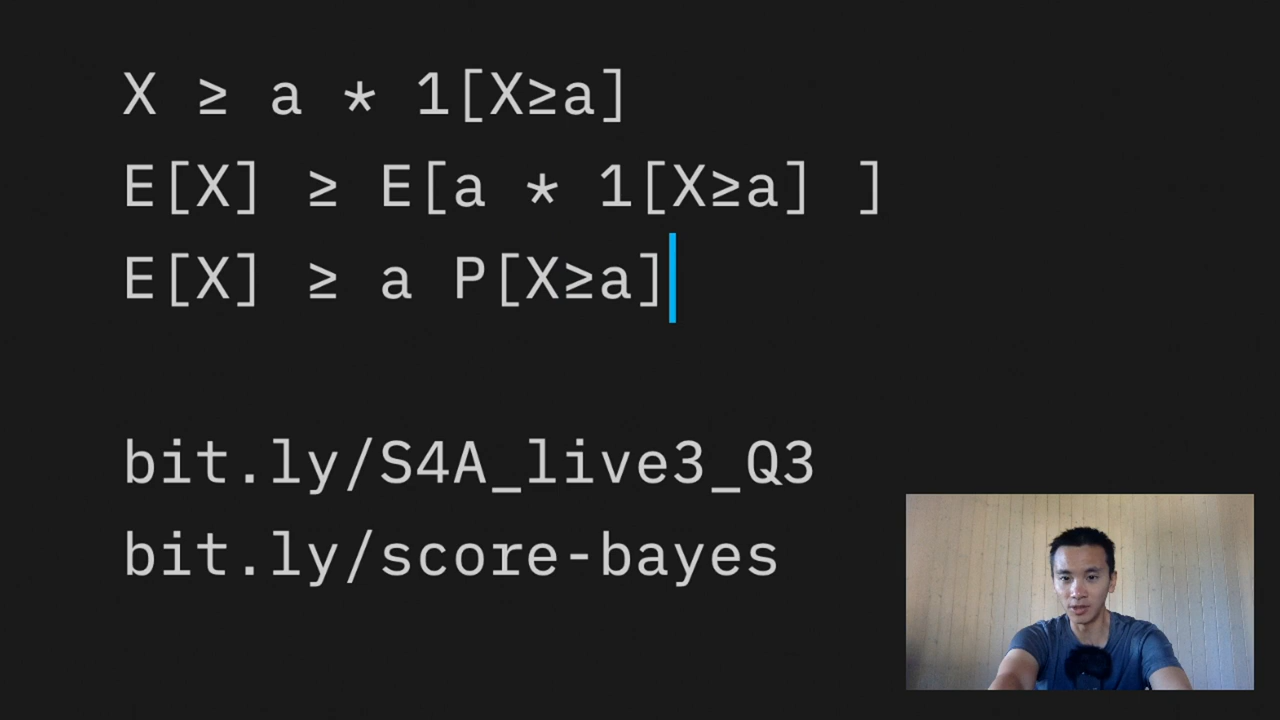 X ≥ a * 1[X≥a]
E[X] ≥ E[a * 1[X≥a] ]
E[X] ≥ a P[X≥a]
bit.ly/S4A_live3_Q3
bit.ly/score-bayes